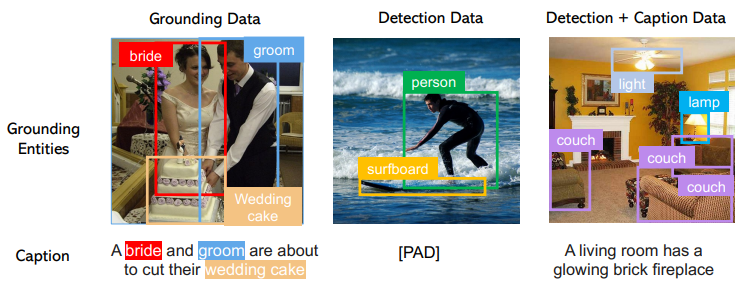 Grounding Data
Detection Data
Detection + Caption Data
Grounding
Entities
bride
groom
Wedding
cake
person
surfboard
light
lamp
couch
couch
couch
Caption
A bride and groom are about
to cut their wedding cake
[PAD]
A living room has a
glowing brick fireplace